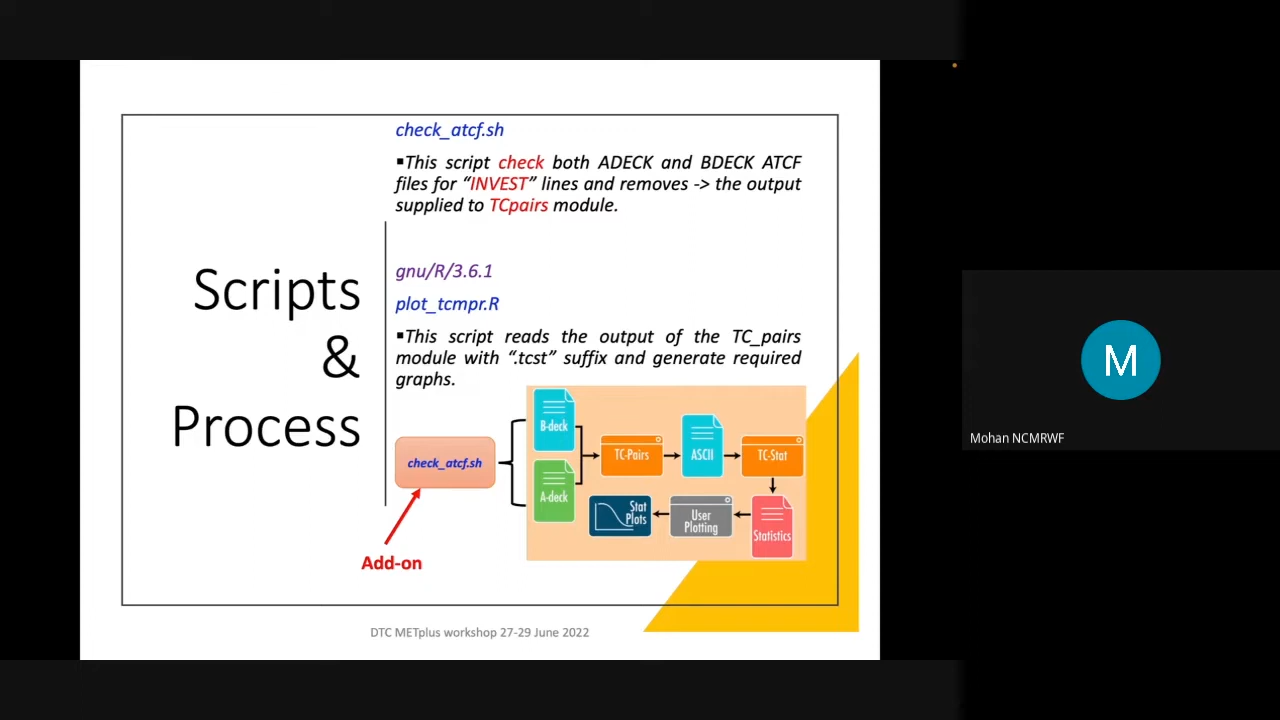 check_atcf.sh
▪This script check both ADECK and BDECK ATCF
files for “INVEST” lines and removes -> the output
supplied to TCpairs module.
gnu/R/3.6.1
plot_tcmpr.R
▪This script reads the output of the TC_pairs
module with “.tcst” suffix and generate required
graphs.
Scripts
&
Process
check_atcf.sh
Add-on
B-deck
A-deck
TC-Pairs
ASCII
TC-Stat
Statistics
User
Plotting
Stat
Plots
DTC METplus workshop 27-29 June 2022
M
Mohan NCMRWF